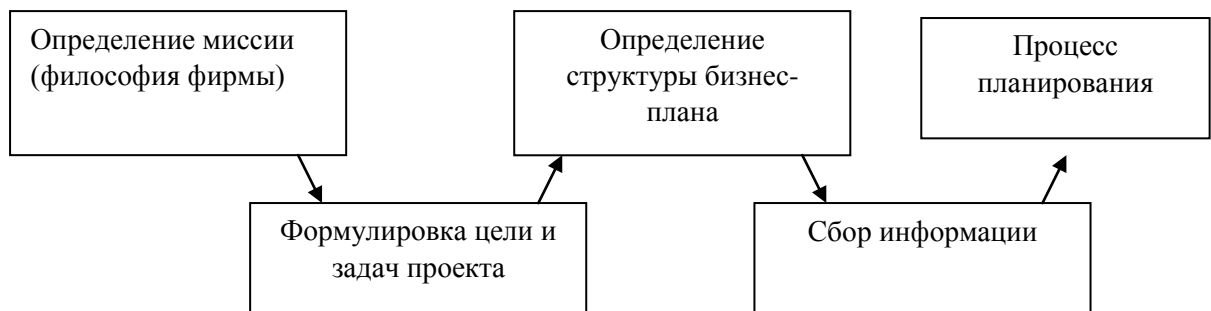 Определение миссии
(философия фирмы)
Формулировка цели и
задач проекта
Определение
структуры бизнес-
плана
Сбор информации
Процесс
планирования